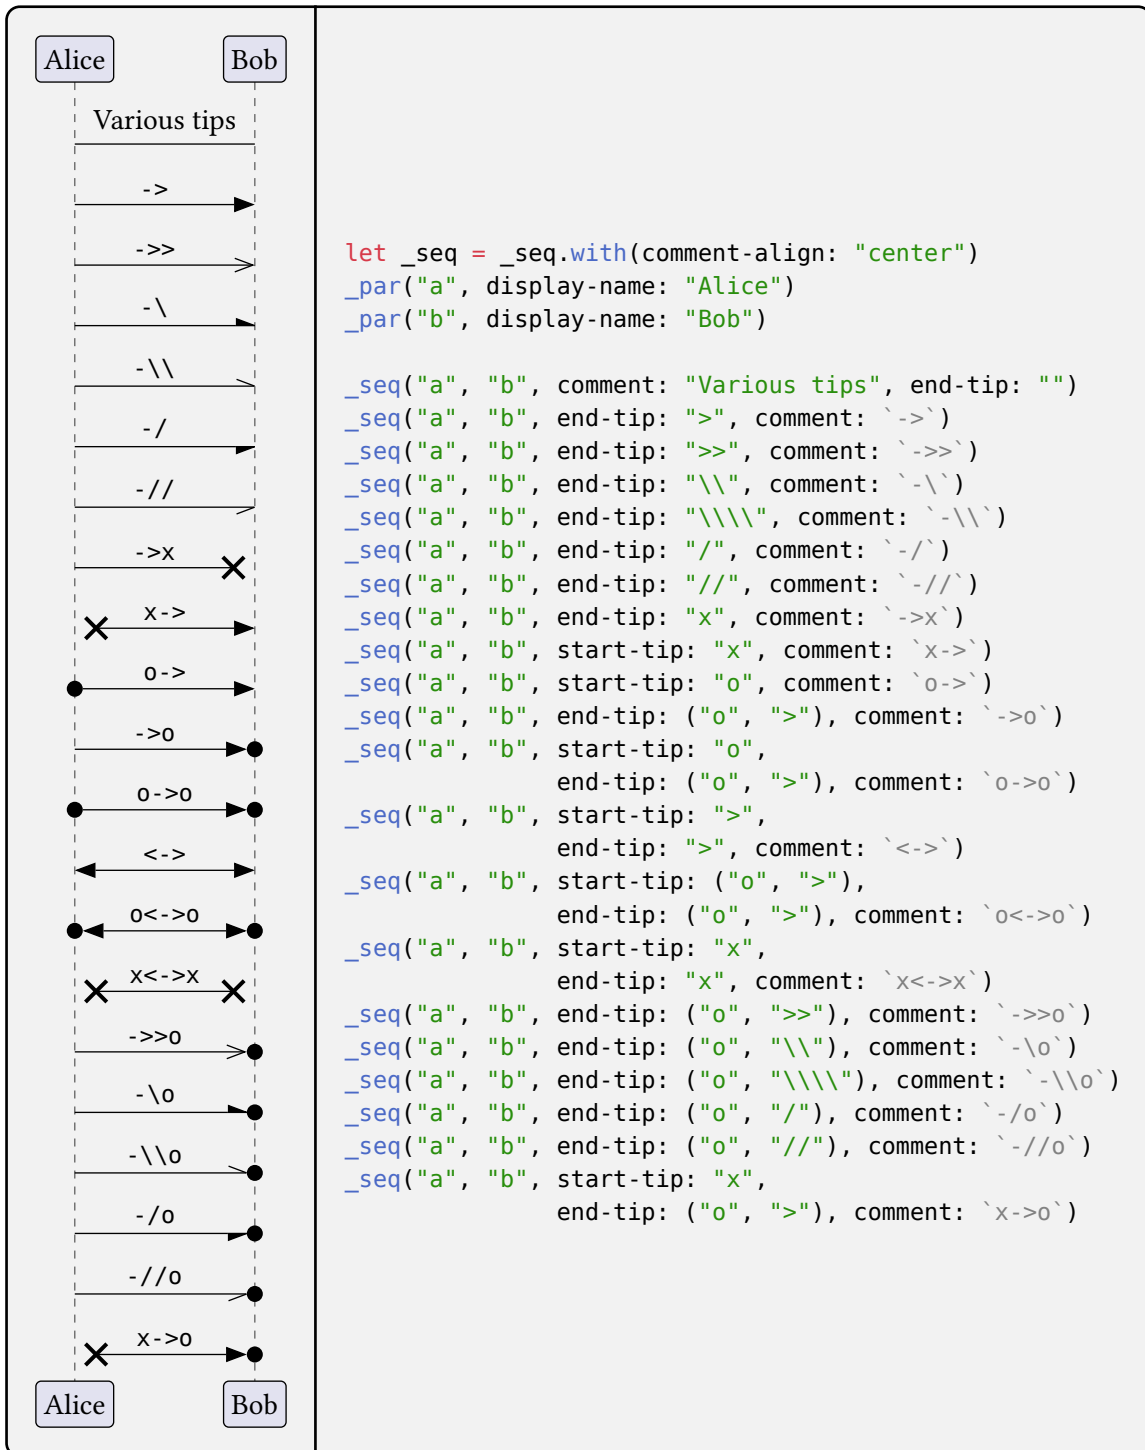 Alice Bob
Various tips
->
->>
-\
-\\
-/
-//
->x
x->
o->
->o
o->o
<->
o<->o
x<->x
->>o
-\o
-\\o
-/o
-//o
x->o
Alice Bob
let _seq = _seq.with(comment-align: "center")
_par("a", display-name: "Alice")
_par("b", display-name: "Bob")

_seq("a", "b", comment: "Various tips", end-tip: "")
_seq("a", "b", end-tip: ">", comment: `->`)
_seq("a", "b", end-tip: ">>", comment: `->>`)
_seq("a", "b", end-tip: "\\", comment: `-\`)
_seq("a", "b", end-tip: "\\\\", comment: `-\\`)
_seq("a", "b", end-tip: "/", comment: `-/`)
_seq("a", "b", end-tip: "//", comment: `-//`)
_seq("a", "b", end-tip: "x", comment: `->x`)
_seq("a", "b", start-tip: "x", comment: `x->`)
_seq("a", "b", start-tip: "o", comment: `o->`)
_seq("a", "b", end-tip: ("o", ">"), comment: `->o`)
_seq("a", "b", start-tip: "o",
               end-tip: ("o", ">"), comment: `o->o`)
_seq("a", "b", start-tip: ">",
               end-tip: ">", comment: `<->`)
_seq("a", "b", start-tip: ("o", ">"),
               end-tip: ("o", ">"), comment: `o<->o`)
_seq("a", "b", start-tip: "x",
               end-tip: "x", comment: `x<->x`)
_seq("a", "b", end-tip: ("o", ">>"), comment: `->>o`)
_seq("a", "b", end-tip: ("o", "\\"), comment: `-\o`)
_seq("a", "b", end-tip: ("o", "\\\\"), comment: `-\\o`)
_seq("a", "b", end-tip: ("o", "/"), comment: `-/o`)
_seq("a", "b", end-tip: ("o", "//"), comment: `-//o`)
_seq("a", "b", start-tip: "x",
               end-tip: ("o", ">"), comment: `x->o`)